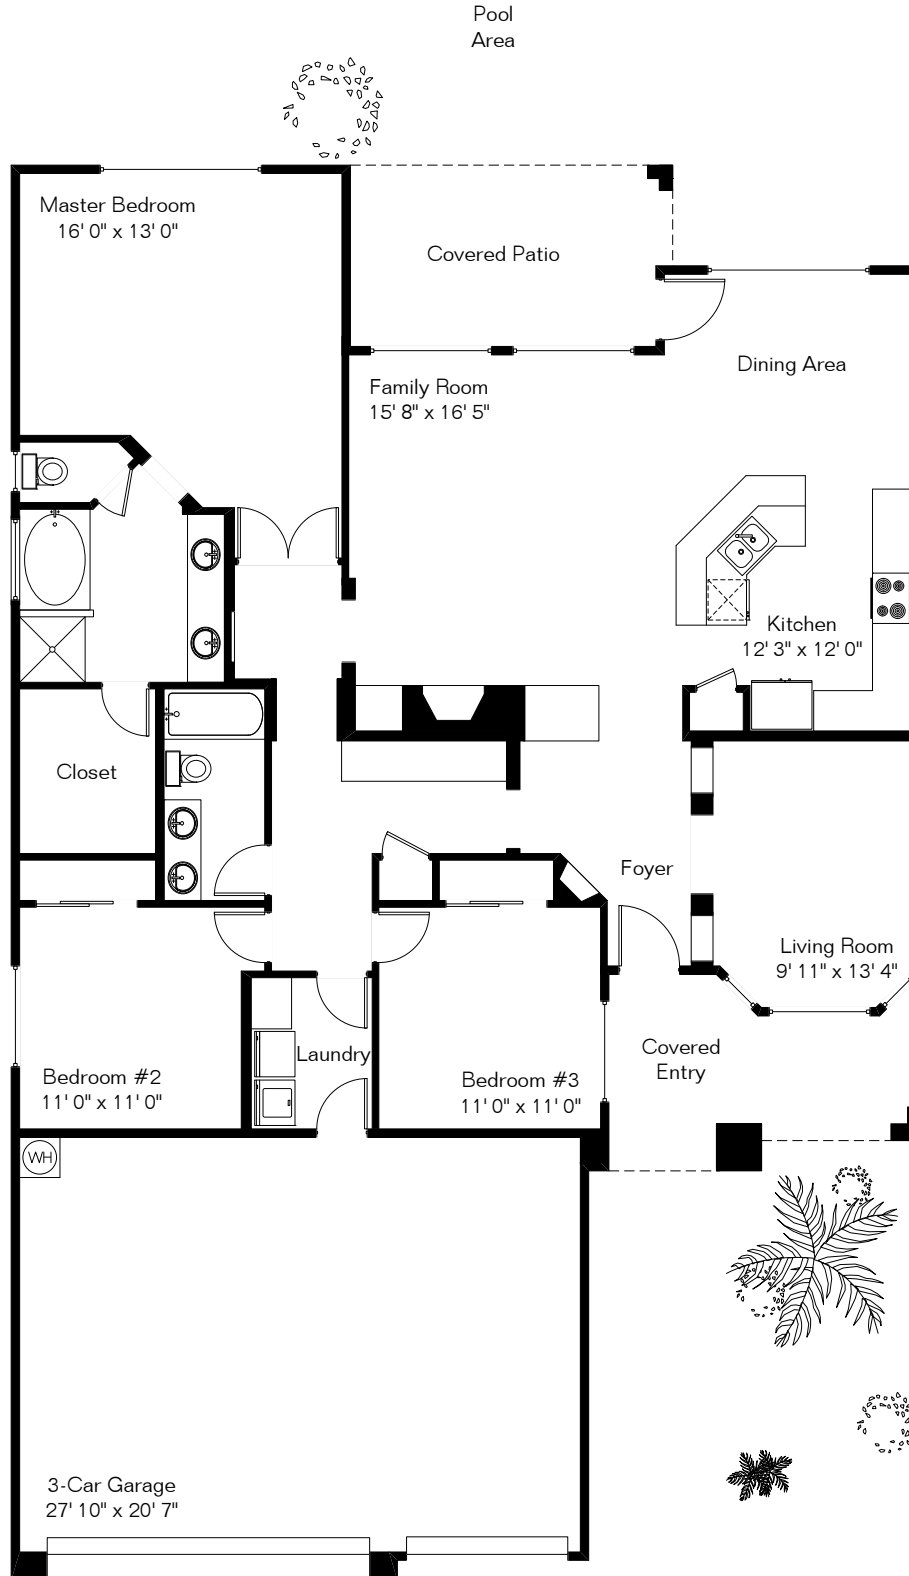 Pool
Area
Master Bedroom
16' 0" x 13' 0"
Covered Patio
Dining Area
Family Room
15' 8" x 16' 5"
Kitchen
12' 3" x 12' 0"
Closet
Foyer
Living Room
9' 11" x 13' 4"
Laundry
Covered
Entry
Bedroom #2
11' 0" x 11' 0"
Bedroom #3
11' 0" x 11' 0"
WH
3-Car Garage
27' 10" x 20' 7"